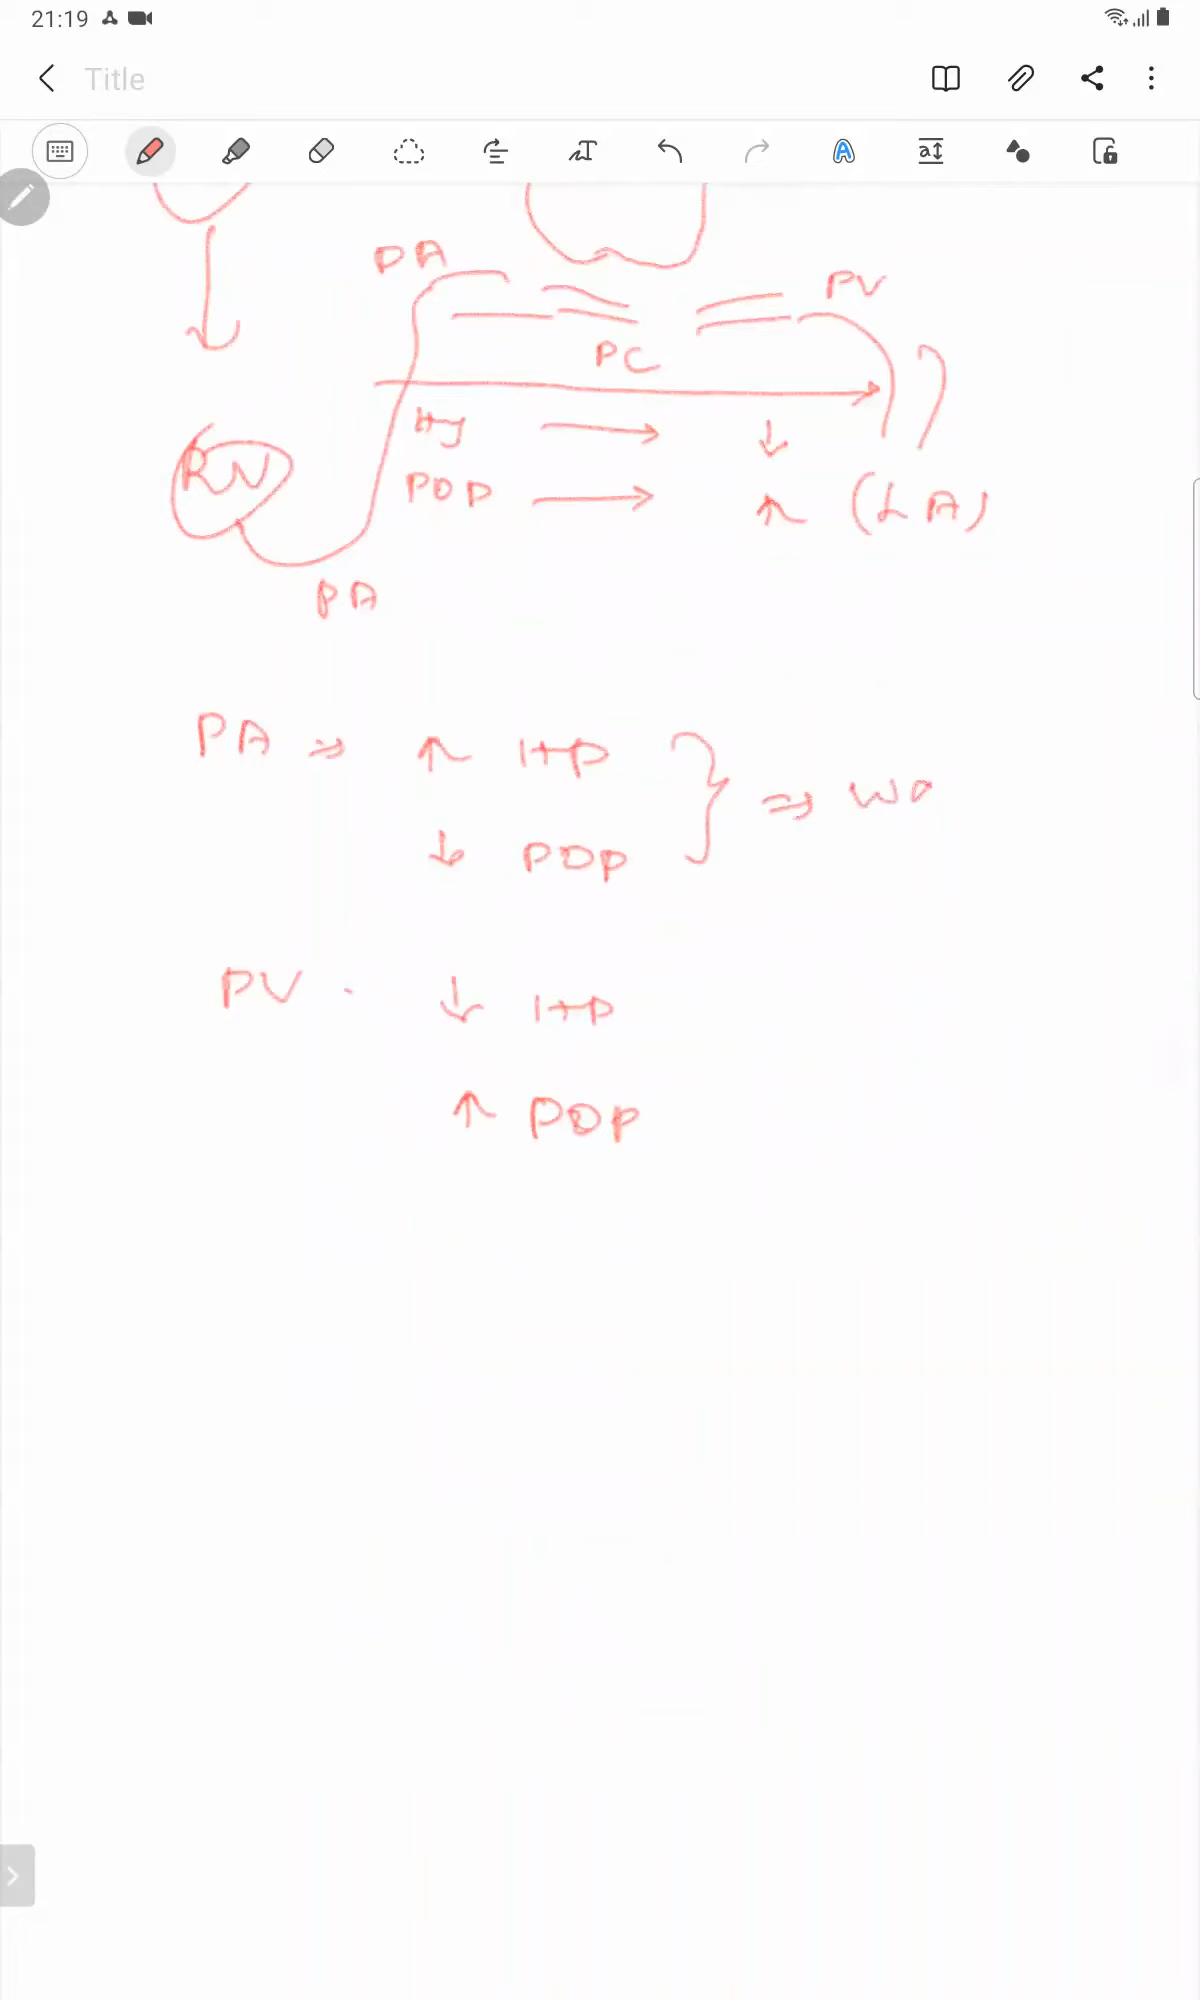 21:19
Title
PA
PV
PC
Hy → ↓
POP → ↑ (LA)
RV
PA
PA ⇒ ↑ HP
↓ POP
⇒ wo
PV . ↓ HP
↑ POP